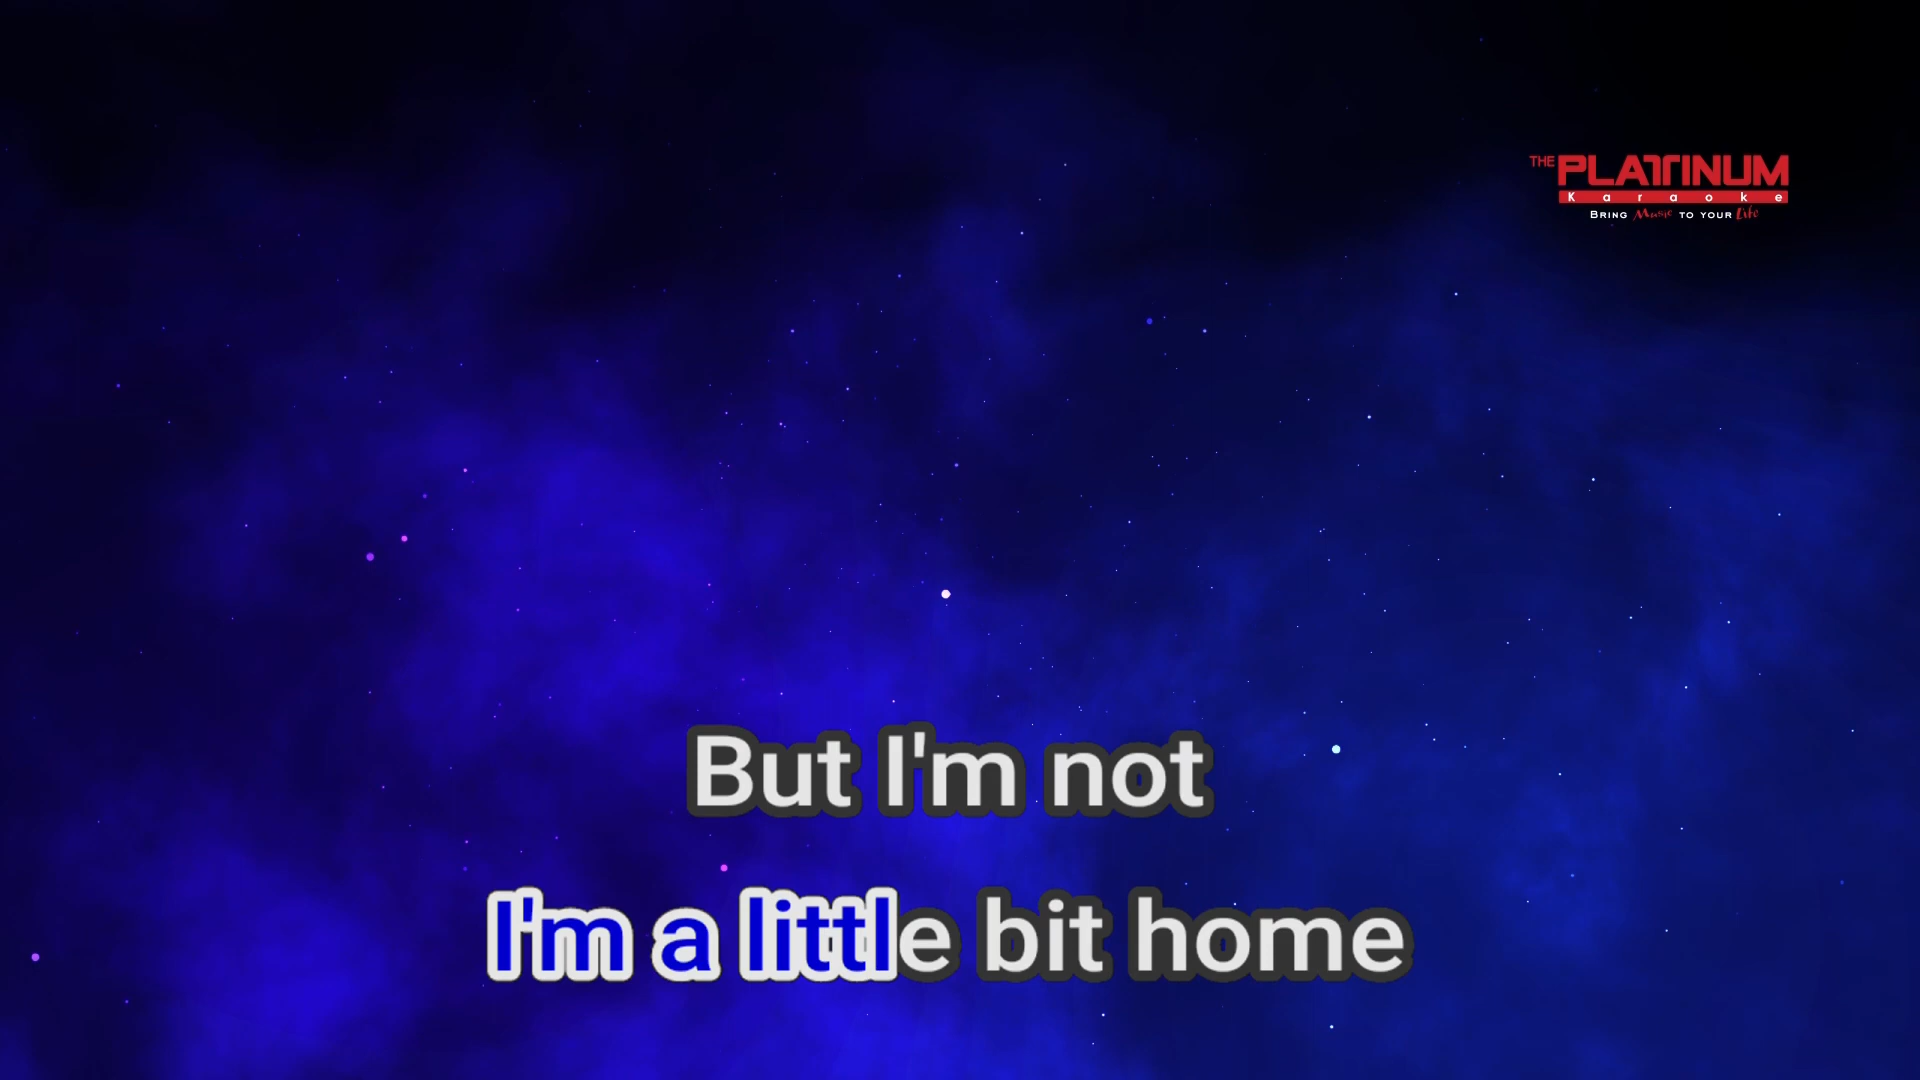 THE PLATINUM
Karaoke
BRING Music TO YOUR Life
But I'm not
I'm a little bit home